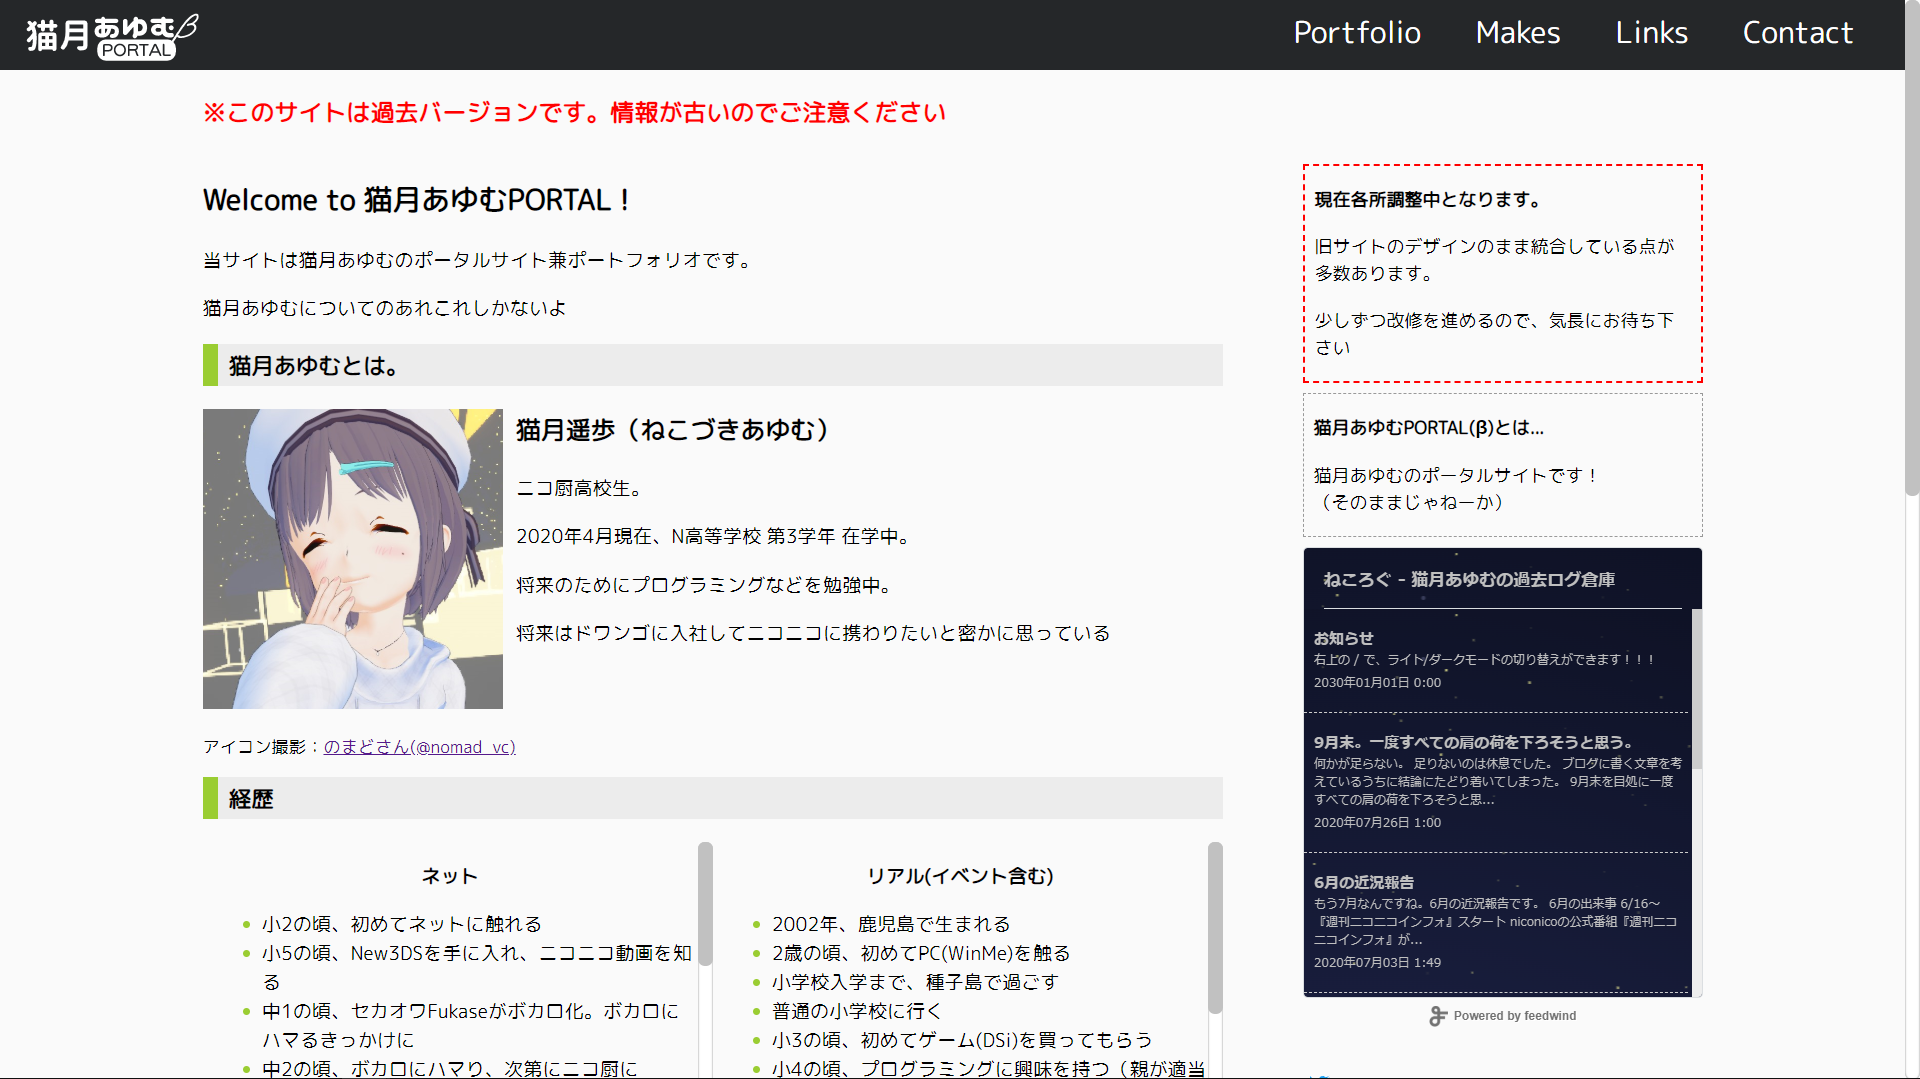 猫月あゆむβ
PORTAL
Portfolio Makes Links Contact
※このサイトは過去バージョンです。情報が古いのでご注意ください
Welcome to 猫月あゆむPORTAL！
当サイトは猫月あゆむのポータルサイト兼ポートフォリオです。
猫月あゆむについてのあれこれしかないよ
猫月あゆむとは。
猫月遥歩（ねこづきあゆむ）
ニコ厨高校生。
2020年4月現在、N高等学校 第3学年 在学中。
将来のためにプログラミングなどを勉強中。
将来はドワンゴに入社してニコニコに携わりたいと密かに思っている
アイコン撮影：のまどさん(@nomad_vc)
経歴
ネット
小2の頃、初めてネットに触れる
小5の頃、New3DSを手に入れ、ニコニコ動画を知
る
中1の頃、セカオワFukaseがボカロ化。ボカロに
ハマるきっかけに
中2の頃、ボカロにハマり、次第にニコ厨に
リアル(イベント含む)
2002年、鹿児島で生まれる
2歳の頃、初めてPC(WinMe)を触る
小学校入学まで、種子島で過ごす
普通の小学校に行く
小3の頃、初めてゲーム(DSi)を買ってもらう
小4の頃、プログラミングに興味を持つ（親が適当
現在各所調整中となります。
旧サイトのデザインのまま統合している点が
多数あります。
少しずつ改修を進めるので、気長にお待ち下
さい
猫月あゆむPORTAL(β)とは...
猫月あゆむのポータルサイトです！
（そのままじゃねーか）
ねころぐ - 猫月あゆむの過去ログ倉庫
お知らせ
右上の / で、ライト/ダークモードの切り替えができます！！！
2030年01月01日 0:00
9月末。一度すべての肩の荷を下ろそうと思う。
何かが足らない。 足りないのは休息でした。 ブログに書く文章を考
えているうちに結論にたどり着いてしまった。 9月末を目処に一度
すべての肩の荷を下ろそうと思...
2020年07月26日 1:00
6月の近況報告
もう7月なんですね。6月の近況報告です。 6月の出来事 6/16～
『週刊ニコニコインフォ』スタート niconicoの公式番組『週刊ニコ
ニコインフォ』が...
2020年07月03日 1:49
Powered by feedwind